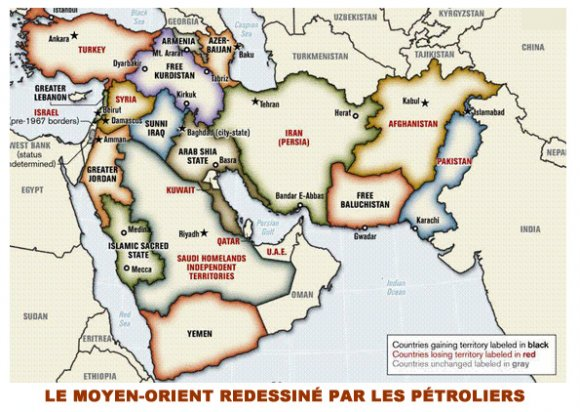 Black
Sea
Istanbul
Ankara
TURKEY
GEORGIA
ARMENIA
Mt. Ararat
AZER-
BAIJAN
Baku
Caspian
Sea
UZBEKISTAN
KYRGYZSTAN
TURKMENISTAN
TAJIKISTAN
CHINA
Dyarbakir
FREE
KURDISTAN
Tabriz
GREATER
LEBANON
SYRIA
Kirkuk
Tehran
Herat
Kabul
Islamabad
ISRAEL
(pre-1967 borders)
Beirut
Damascus
SUNNI
IRAQ
Baghdad (city-state)
IRAN
(PERSIA)
AFGHANISTAN
WEST BANK
(status
undetermined)
Amman
ARAB SHIA
STATE
Basra
PAKISTAN
GREATER
JORDAN
KUWAIT
Bandar E-Abbas
FREE
BALUCHISTAN
EGYPT
Medina
Riyadh
Persian
Gulf
Gwadar
Karachi
INDIA
ISLAMIC SACRED
STATE
Mecca
QATAR
U.A.E.
SAUDI HOMELANDS
INDEPENDENT
TERRITORIES
OMAN
Indian
Ocean
SUDAN
Red
Sea
ERITREA
YEMEN
ETHIOPIA
Countries gaining territory labeled in black
Countries losing territory labeled in red
Countries unchanged labeled in gray
LE MOYEN-ORIENT REDESSINÉ PAR LES PÉTROLIERS